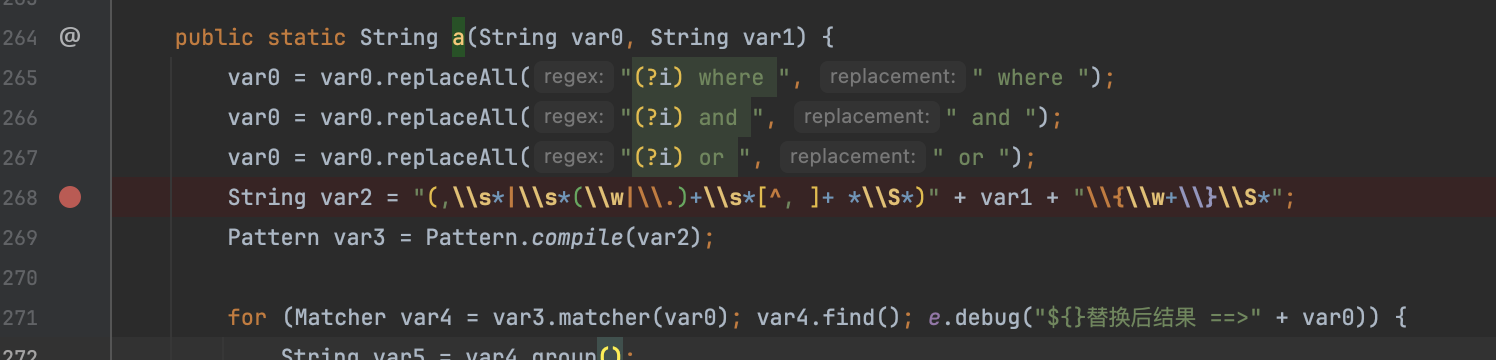 264 @ public static String a(String var0, String var1) {
265 var0 = var0.replaceAll( regex: "(?i) where ", replacement: " where ");
266 var0 = var0.replaceAll( regex: "(?i) and ", replacement: " and ");
267 var0 = var0.replaceAll( regex: "(?i) or ", replacement: " or ");
268 String var2 = "(,\\s*|\\s*(\\w|\\.)+\\s*[^, ]+ *\\S*)" + var1 + "\\{\\w+\\}\\S*";
269 Pattern var3 = Pattern.compile(var2);
270
271 for (Matcher var4 = var3.matcher(var0); var4.find(); e.debug("${}替换后结果 ==>" + var0)) {
272 String var5 = var4.group();